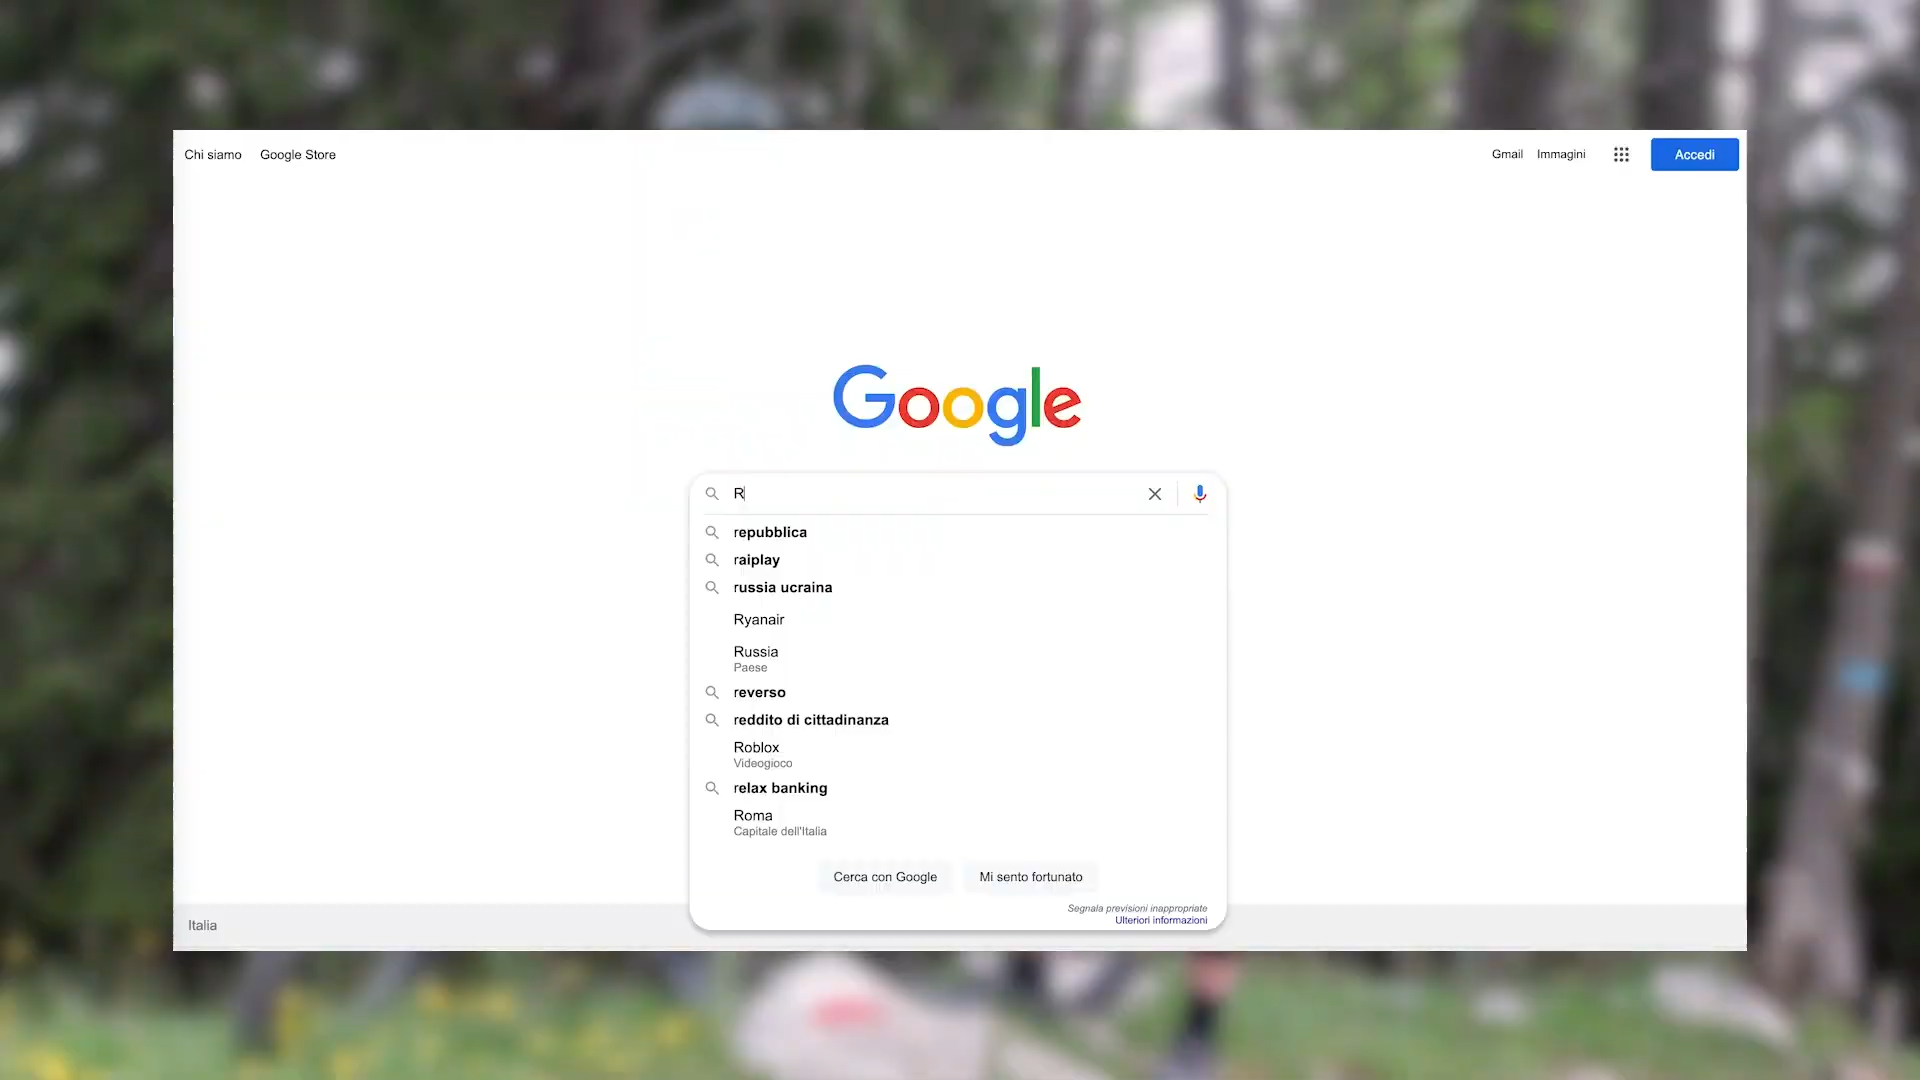 Chi siamo Google Store
Gmail Immagini Accedi
Google
R
repubblica
raiplay
russia ucraina
Ryanair
Russia
Paese
reverso
reddito di cittadinanza
Roblox
Videogioco
relax banking
Roma
Capitale dell'Italia
Cerca con Google Mi sento fortunato
Segnala previsioni inappropriate
Ulteriori informazioni
Italia